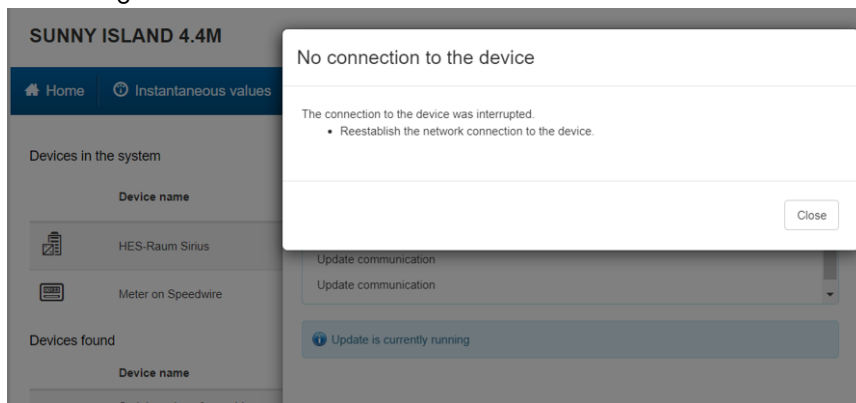 SUNNY ISLAND 4.4M
No connection to the device
Home
Instantaneous values
The connection to the device was interrupted.
• Reestablish the network connection to the device.
Devices in the system
Device name
Close
HES-Raum Sirius
Update communication
Update communication
Meter on Speedwire
Update is currently running
Devices found
Device name